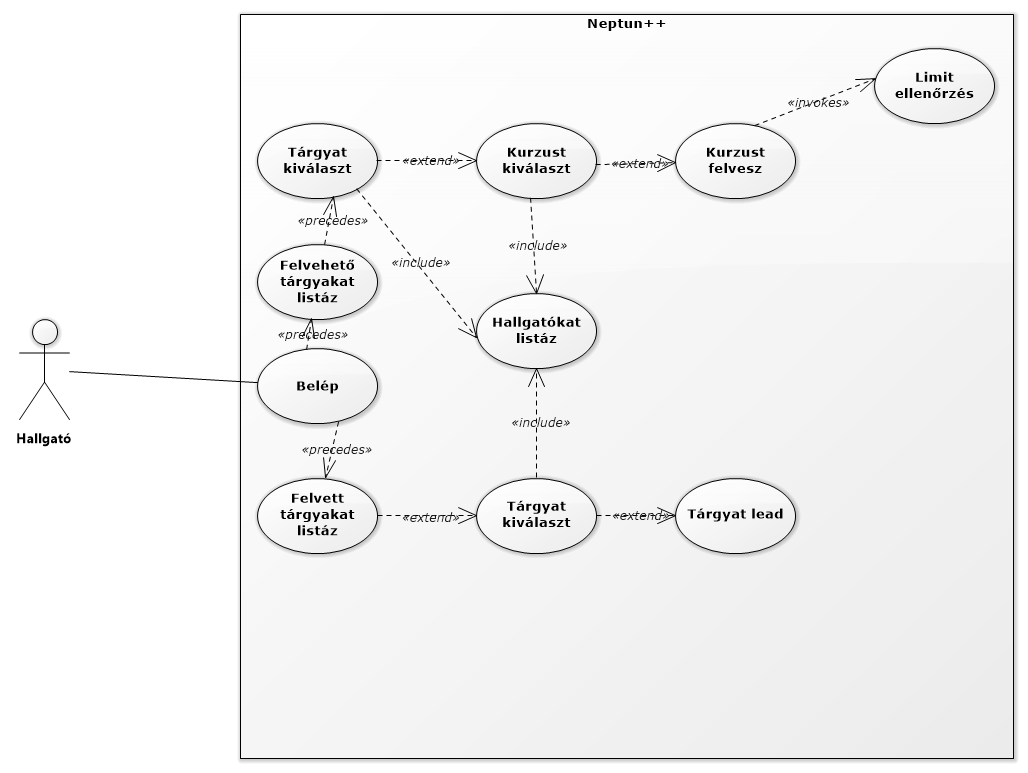 Neptun++
Limit
ellenőrzés
«invokes»
Tárgyat
kiválaszt
«extend»
Kurzust
kiválaszt
«extend»
Kurzust
felvesz
«precedes»
«include»
«include»
Felvehető
tárgyakat
listáz
Hallgatókat
listáz
«precedes»
Belép
Hallgató
«include»
«precedes»
Felvett
tárgyakat
listáz
«extend»
Tárgyat
kiválaszt
«extend»
Tárgyat lead